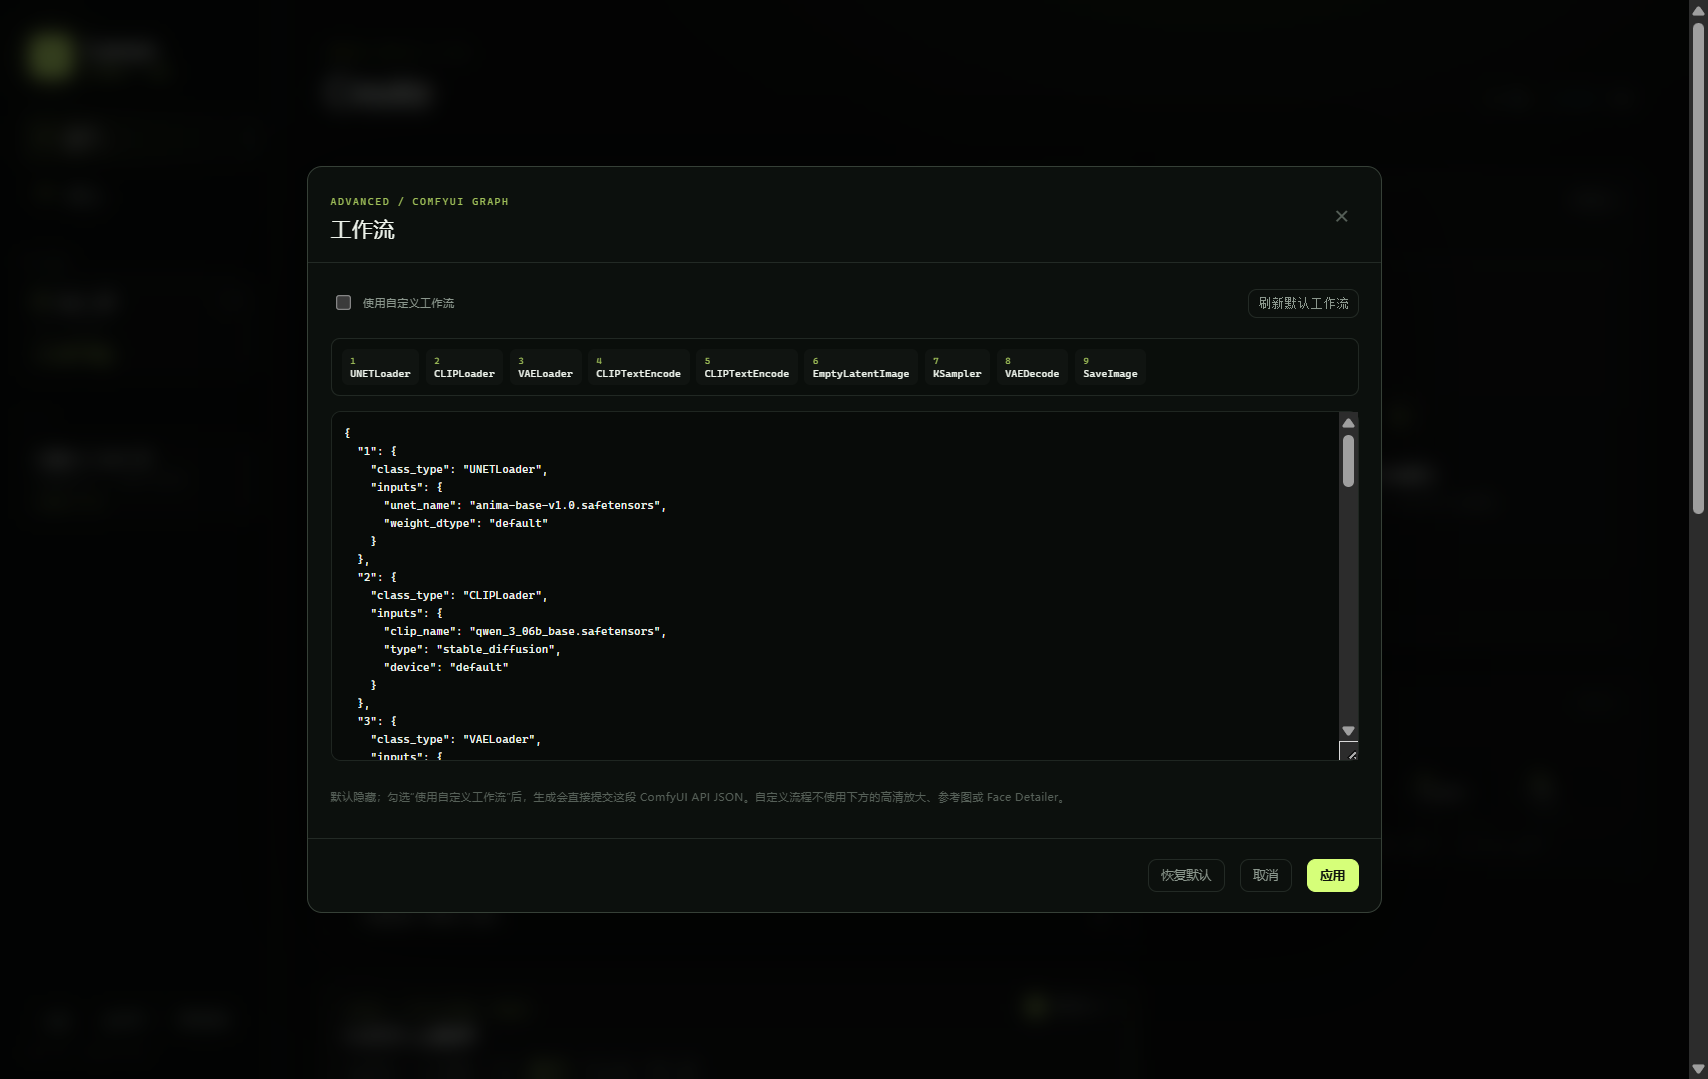 ADVANCED / COMFYUI GRAPH
工作流
使用自定义工作流
刷新默认工作流
1
UNETLoader
2
CLIPLoader
3
VAELoader
4
CLIPTextEncode
5
CLIPTextEncode
6
EmptyLatentImage
7
KSampler
8
VAEDecode
9
SaveImage
{
  "1": {
    "class_type": "UNETLoader",
    "inputs": {
      "unet_name": "anima-base-v1.0.safetensors",
      "weight_dtype": "default"
    }
  },
  "2": {
    "class_type": "CLIPLoader",
    "inputs": {
      "clip_name": "qwen_3_06b_base.safetensors",
      "type": "stable_diffusion",
      "device": "default"
    }
  },
  "3": {
    "class_type": "VAELoader",
    "inputs": {
默认隐藏；勾选“使用自定义工作流”后，生成会直接提交这段 ComfyUI API JSON。自定义流程不使用下方的高清放大、参考图或 Face Detailer。
恢复默认
取消
应用